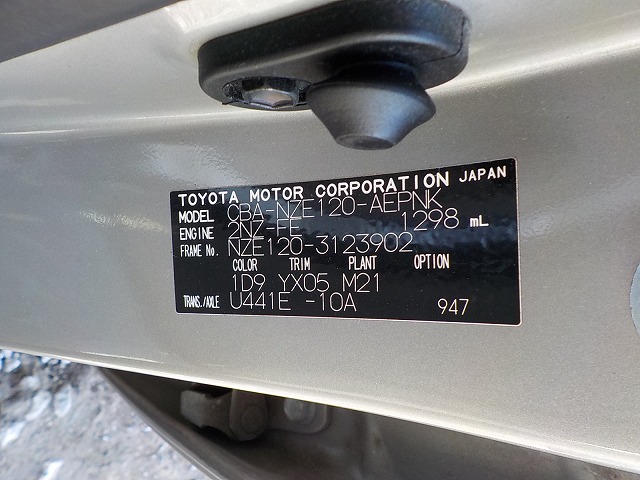 TOYOTA MOTOR CORPORATION JAPAN
MODEL CBA-NZE120-AEPNK
ENGINE 2NZ-FE 1298 mL
FRAME No. NZE120-3123902
COLOR TRIM PLANT OPTION
1D9 YX05 M21
TRANS./AXLE U441E -10A 947